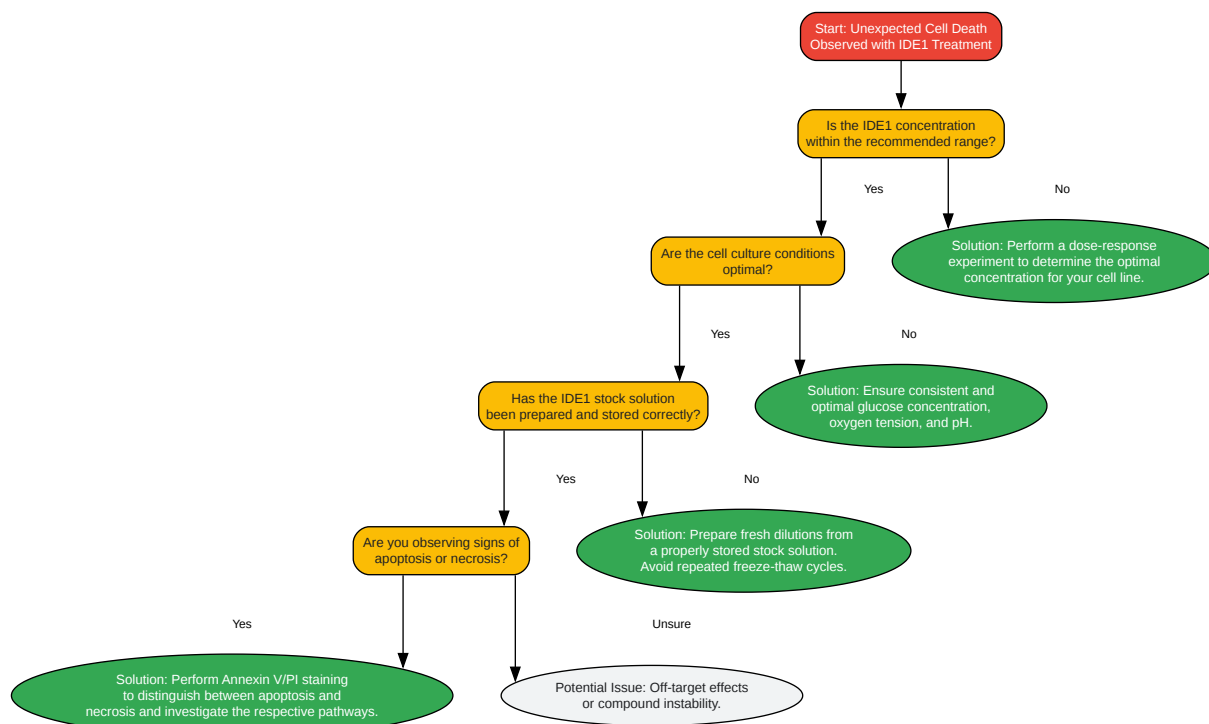 Start: Unexpected Cell Death
Observed with IDE1 Treatment
Is the IDE1 concentration
within the recommended range?
Yes
No
Solution: Perform a dose-response
experiment to determine the optimal
concentration for your cell line.
Are the cell culture conditions
optimal?
Yes
No
Solution: Ensure consistent and
optimal glucose concentration,
oxygen tension, and pH.
Has the IDE1 stock solution
been prepared and stored correctly?
Yes
No
Solution: Prepare fresh dilutions from
a properly stored stock solution.
Avoid repeated freeze-thaw cycles.
Are you observing signs of
apoptosis or necrosis?
Yes
Unsure
Solution: Perform Annexin V/PI staining
to distinguish between apoptosis and
necrosis and investigate the respective pathways.
Potential Issue: Off-target effects
or compound instability.